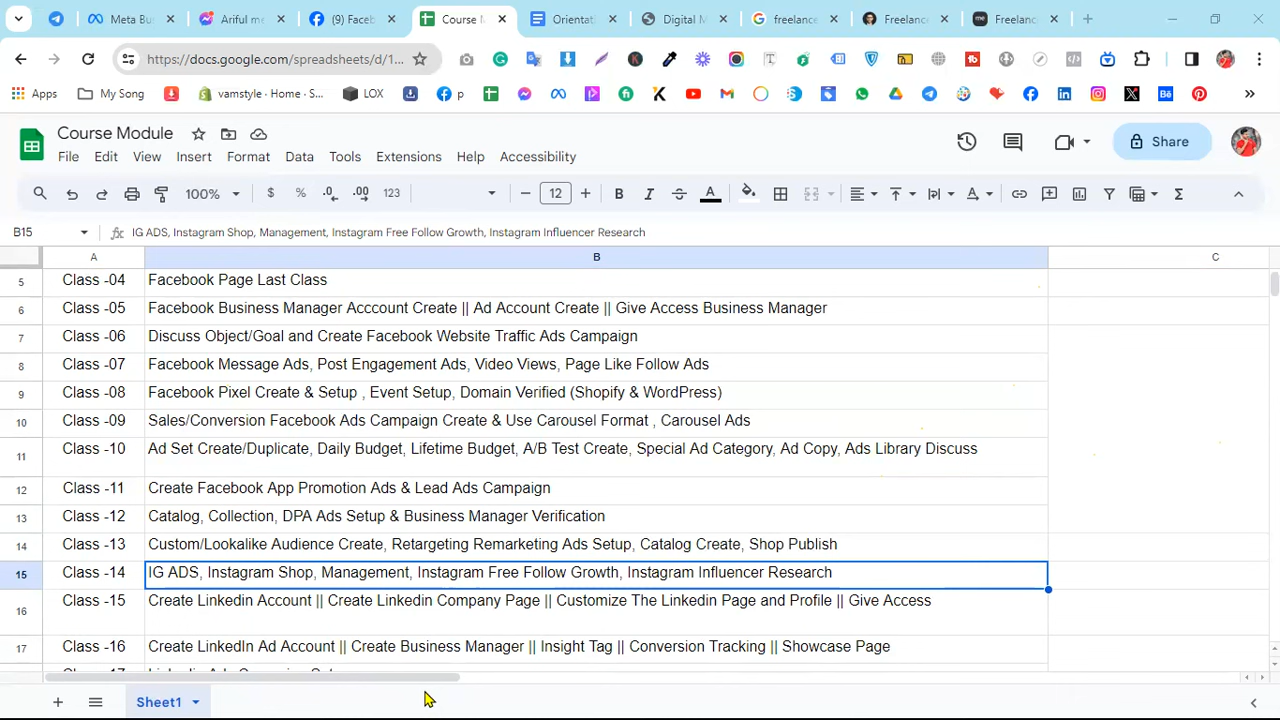 Meta Bus
Ariful me
(9) Faceb
Course M
Orientati
Digital M
freelance
Freelanc
Freelanc
https://docs.google.com/spreadsheets/d/1...
Apps
My Song
vamstyle · Home · S...
LOX
p
Course Module
File Edit View Insert Format Data Tools Extensions Help Accessibility
Share
100% $ % .0 .00 123 12
B15 fx IG ADS, Instagram Shop, Management, Instagram Free Follow Growth, Instagram Influencer Research
A B C
5 Class -04 Facebook Page Last Class
6 Class -05 Facebook Business Manager Acccount Create || Ad Account Create || Give Access Business Manager
7 Class -06 Discuss Object/Goal and Create Facebook Website Traffic Ads Campaign
8 Class -07 Facebook Message Ads, Post Engagement Ads, Video Views, Page Like Follow Ads
9 Class -08 Facebook Pixel Create & Setup , Event Setup, Domain Verified (Shopify & WordPress)
10 Class -09 Sales/Conversion Facebook Ads Campaign Create & Use Carousel Format , Carousel Ads
11 Class -10 Ad Set Create/Duplicate, Daily Budget, Lifetime Budget, A/B Test Create, Special Ad Category, Ad Copy, Ads Library Discuss
12 Class -11 Create Facebook App Promotion Ads & Lead Ads Campaign
13 Class -12 Catalog, Collection, DPA Ads Setup & Business Manager Verification
14 Class -13 Custom/Lookalike Audience Create, Retargeting Remarketing Ads Setup, Catalog Create, Shop Publish
15 Class -14 IG ADS, Instagram Shop, Management, Instagram Free Follow Growth, Instagram Influencer Research
16 Class -15 Create Linkedin Account || Create Linkedin Company Page || Customize The Linkedin Page and Profile || Give Access
17 Class -16 Create LinkedIn Ad Account || Create Business Manager || Insight Tag || Conversion Tracking || Showcase Page
Sheet1